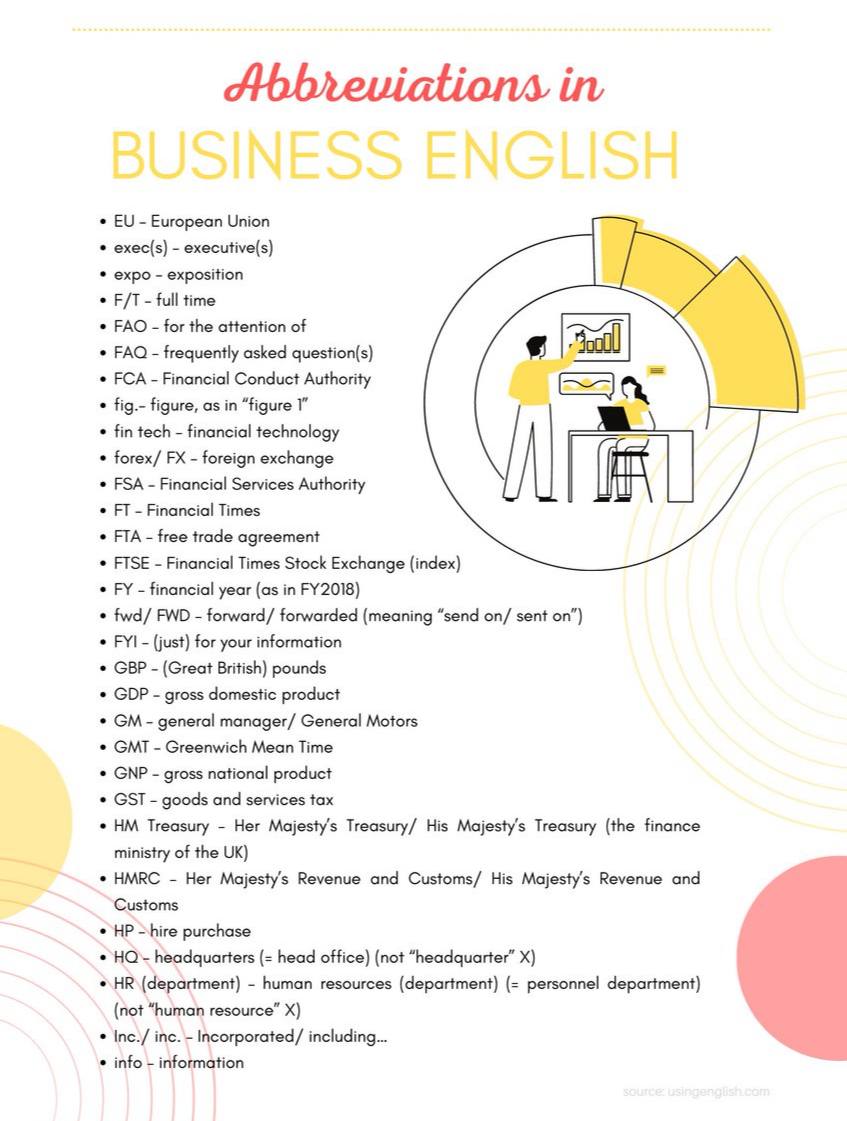 Abbreviations in
BUSINESS ENGLISH
• EU – European Union
• exec(s) – executive(s)
• expo – exposition
• F/T – full time
• FAO – for the attention of
• FAQ – frequently asked question(s)
• FCA – Financial Conduct Authority
• fig.– figure, as in “figure 1”
• fin tech – financial technology
• forex/ FX – foreign exchange
• FSA – Financial Services Authority
• FT – Financial Times
• FTA – free trade agreement
• FTSE – Financial Times Stock Exchange (index)
• FY – financial year (as in FY2018)
• fwd/ FWD – forward/ forwarded (meaning “send on/ sent on”)
• FYI – (just) for your information
• GBP – (Great British) pounds
• GDP – gross domestic product
• GM – general manager/ General Motors
• GMT – Greenwich Mean Time
• GNP – gross national product
• GST – goods and services tax
• HM Treasury – Her Majesty’s Treasury/ His Majesty’s Treasury (the finance
ministry of the UK)
• HMRC – Her Majesty’s Revenue and Customs/ His Majesty’s Revenue and
Customs
• HP – hire purchase
• HQ – headquarters (= head office) (not “headquarter” X)
• HR (department) – human resources (department) (= personnel department)
(not “human resource” X)
• Inc./ inc. – Incorporated/ including…
• info – information
source: usingenglish.com